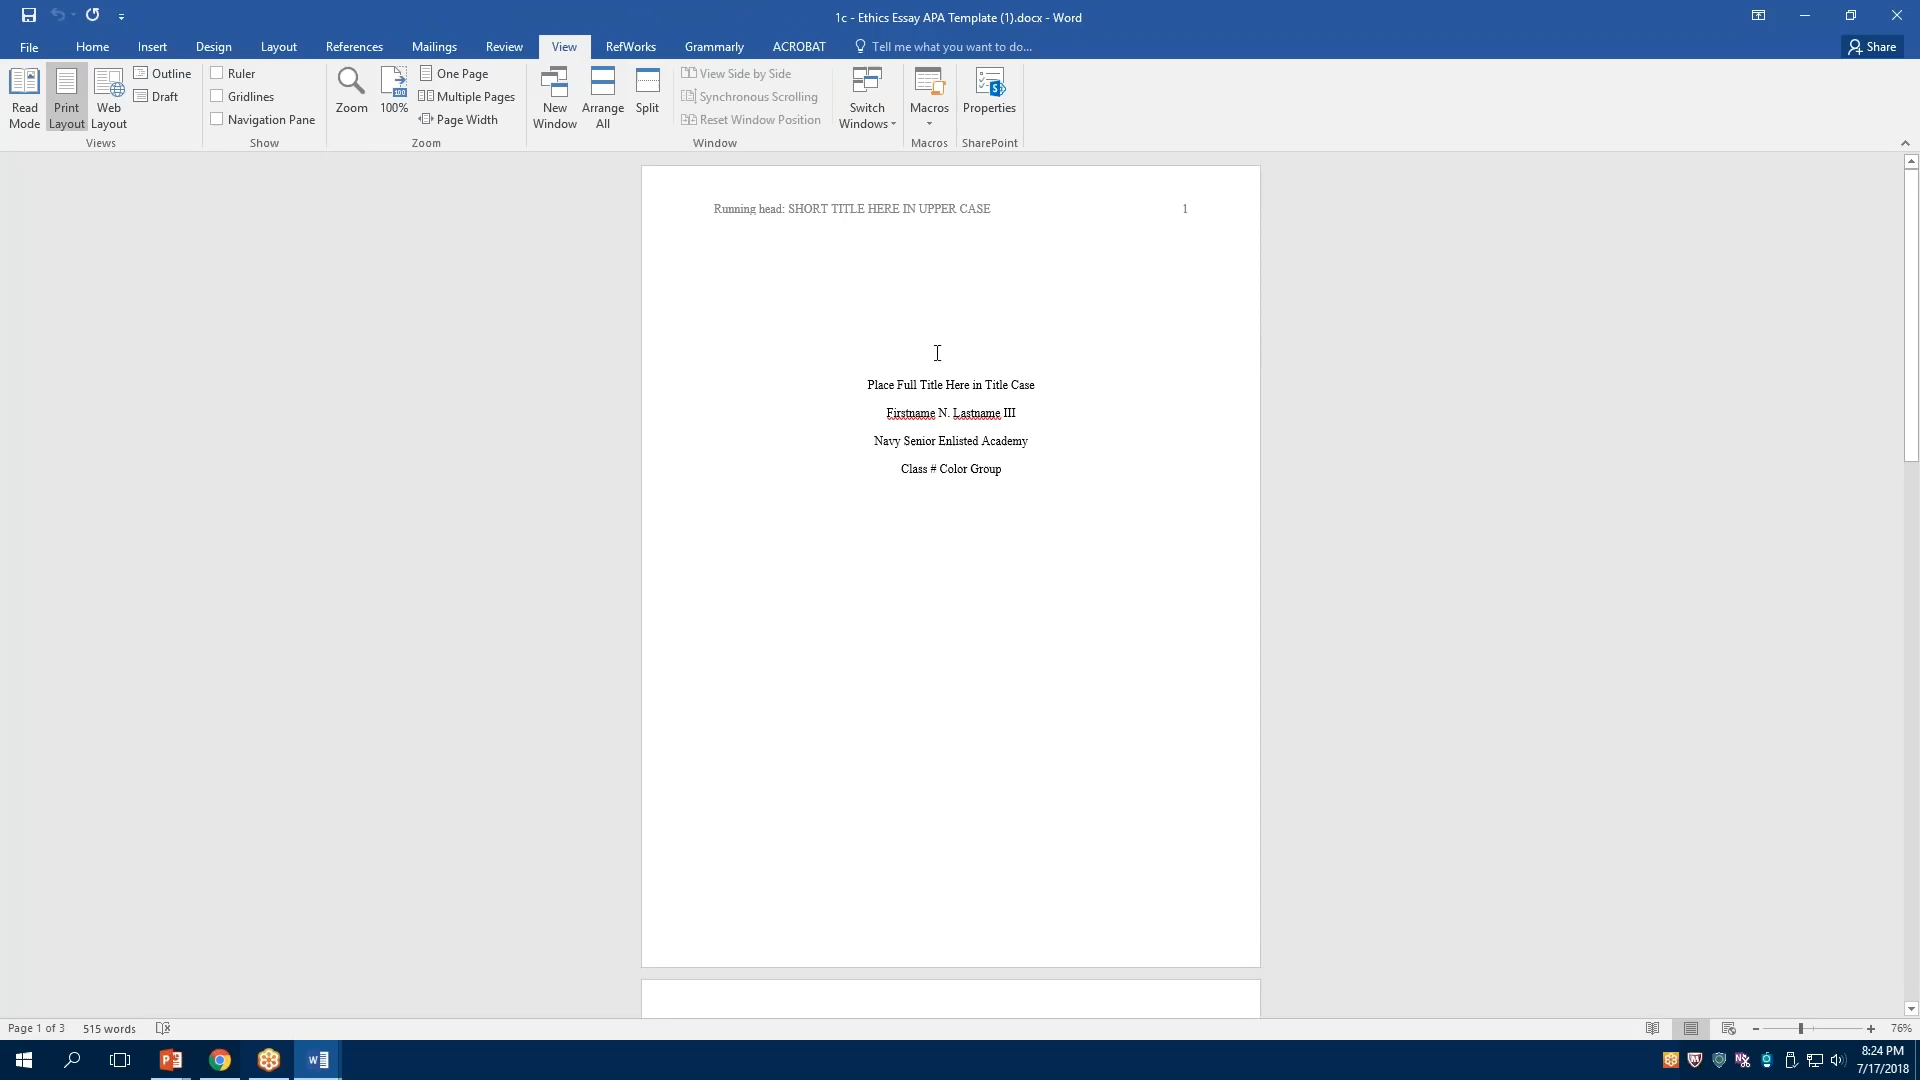 1c - Ethics Essay APA Template (1).docx - Word
File Home Insert Design Layout References Mailings Review View RefWorks Grammarly ACROBAT Tell me what you want to do... Share
Read Mode
Print Layout
Web Layout
Outline
Draft
Views
Ruler
Gridlines
Navigation Pane
Show
Zoom
100%
One Page
Multiple Pages
Page Width
Zoom
New Window
Arrange All
Split
View Side by Side
Synchronous Scrolling
Reset Window Position
Window
Switch Windows
Macros
Macros
Properties
SharePoint
Running head: SHORT TITLE HERE IN UPPER CASE 1
Place Full Title Here in Title Case
Firstname N. Lastname III
Navy Senior Enlisted Academy
Class # Color Group
Page 1 of 3 515 words 76%
8:24 PM
7/17/2018